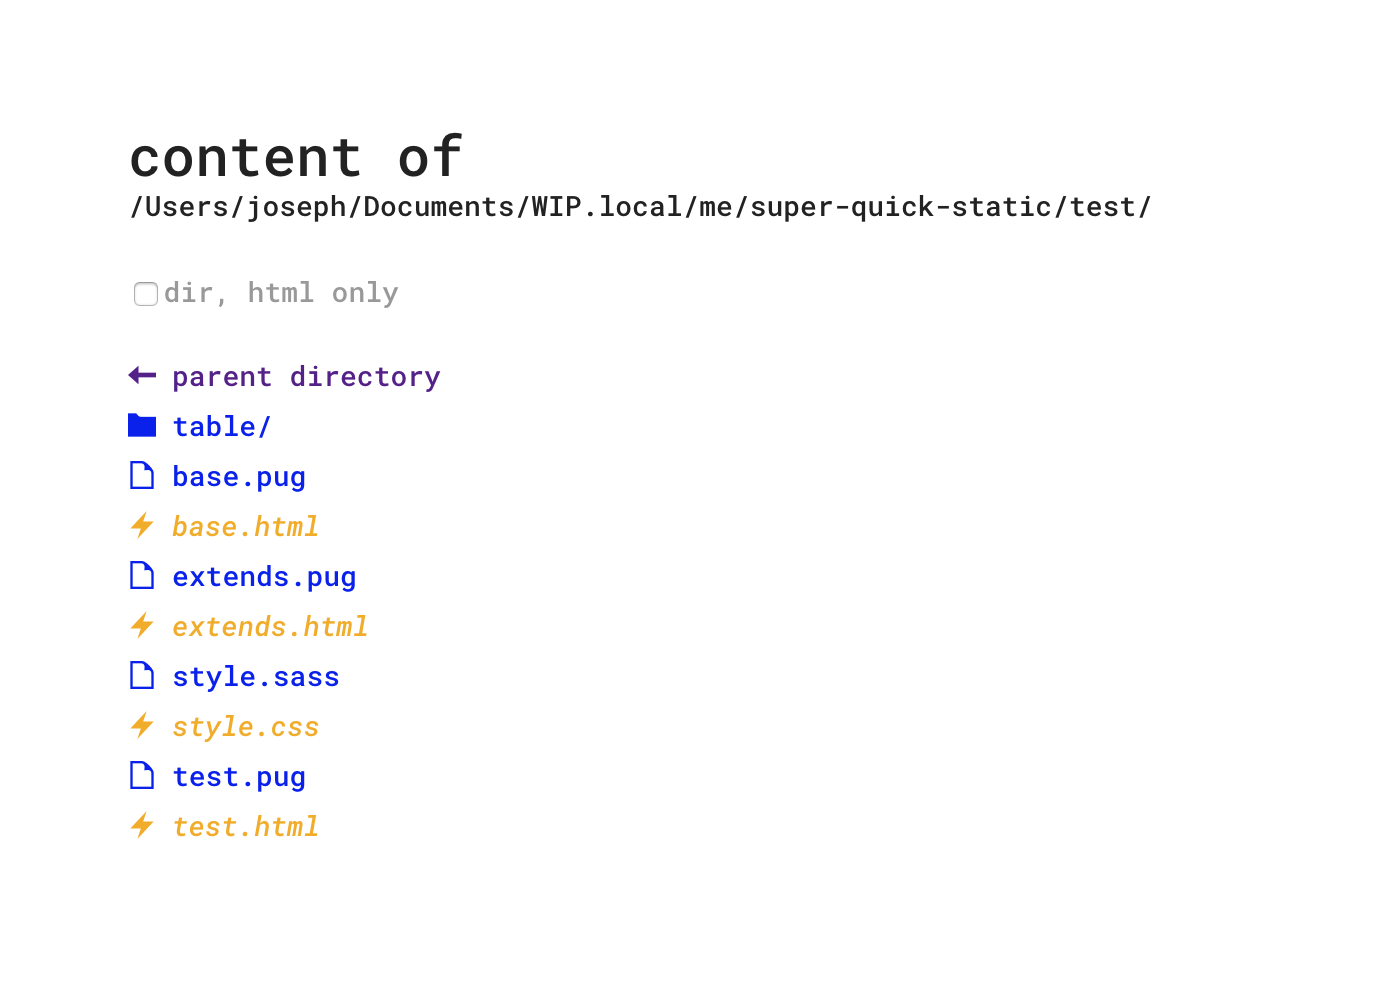 content of
/Users/joseph/Documents/WIP.local/me/super-quick-static/test/
dir, html only
parent directory
table/
base.pug
base.html
extends.pug
extends.html
style.sass
style.css
test.pug
test.html